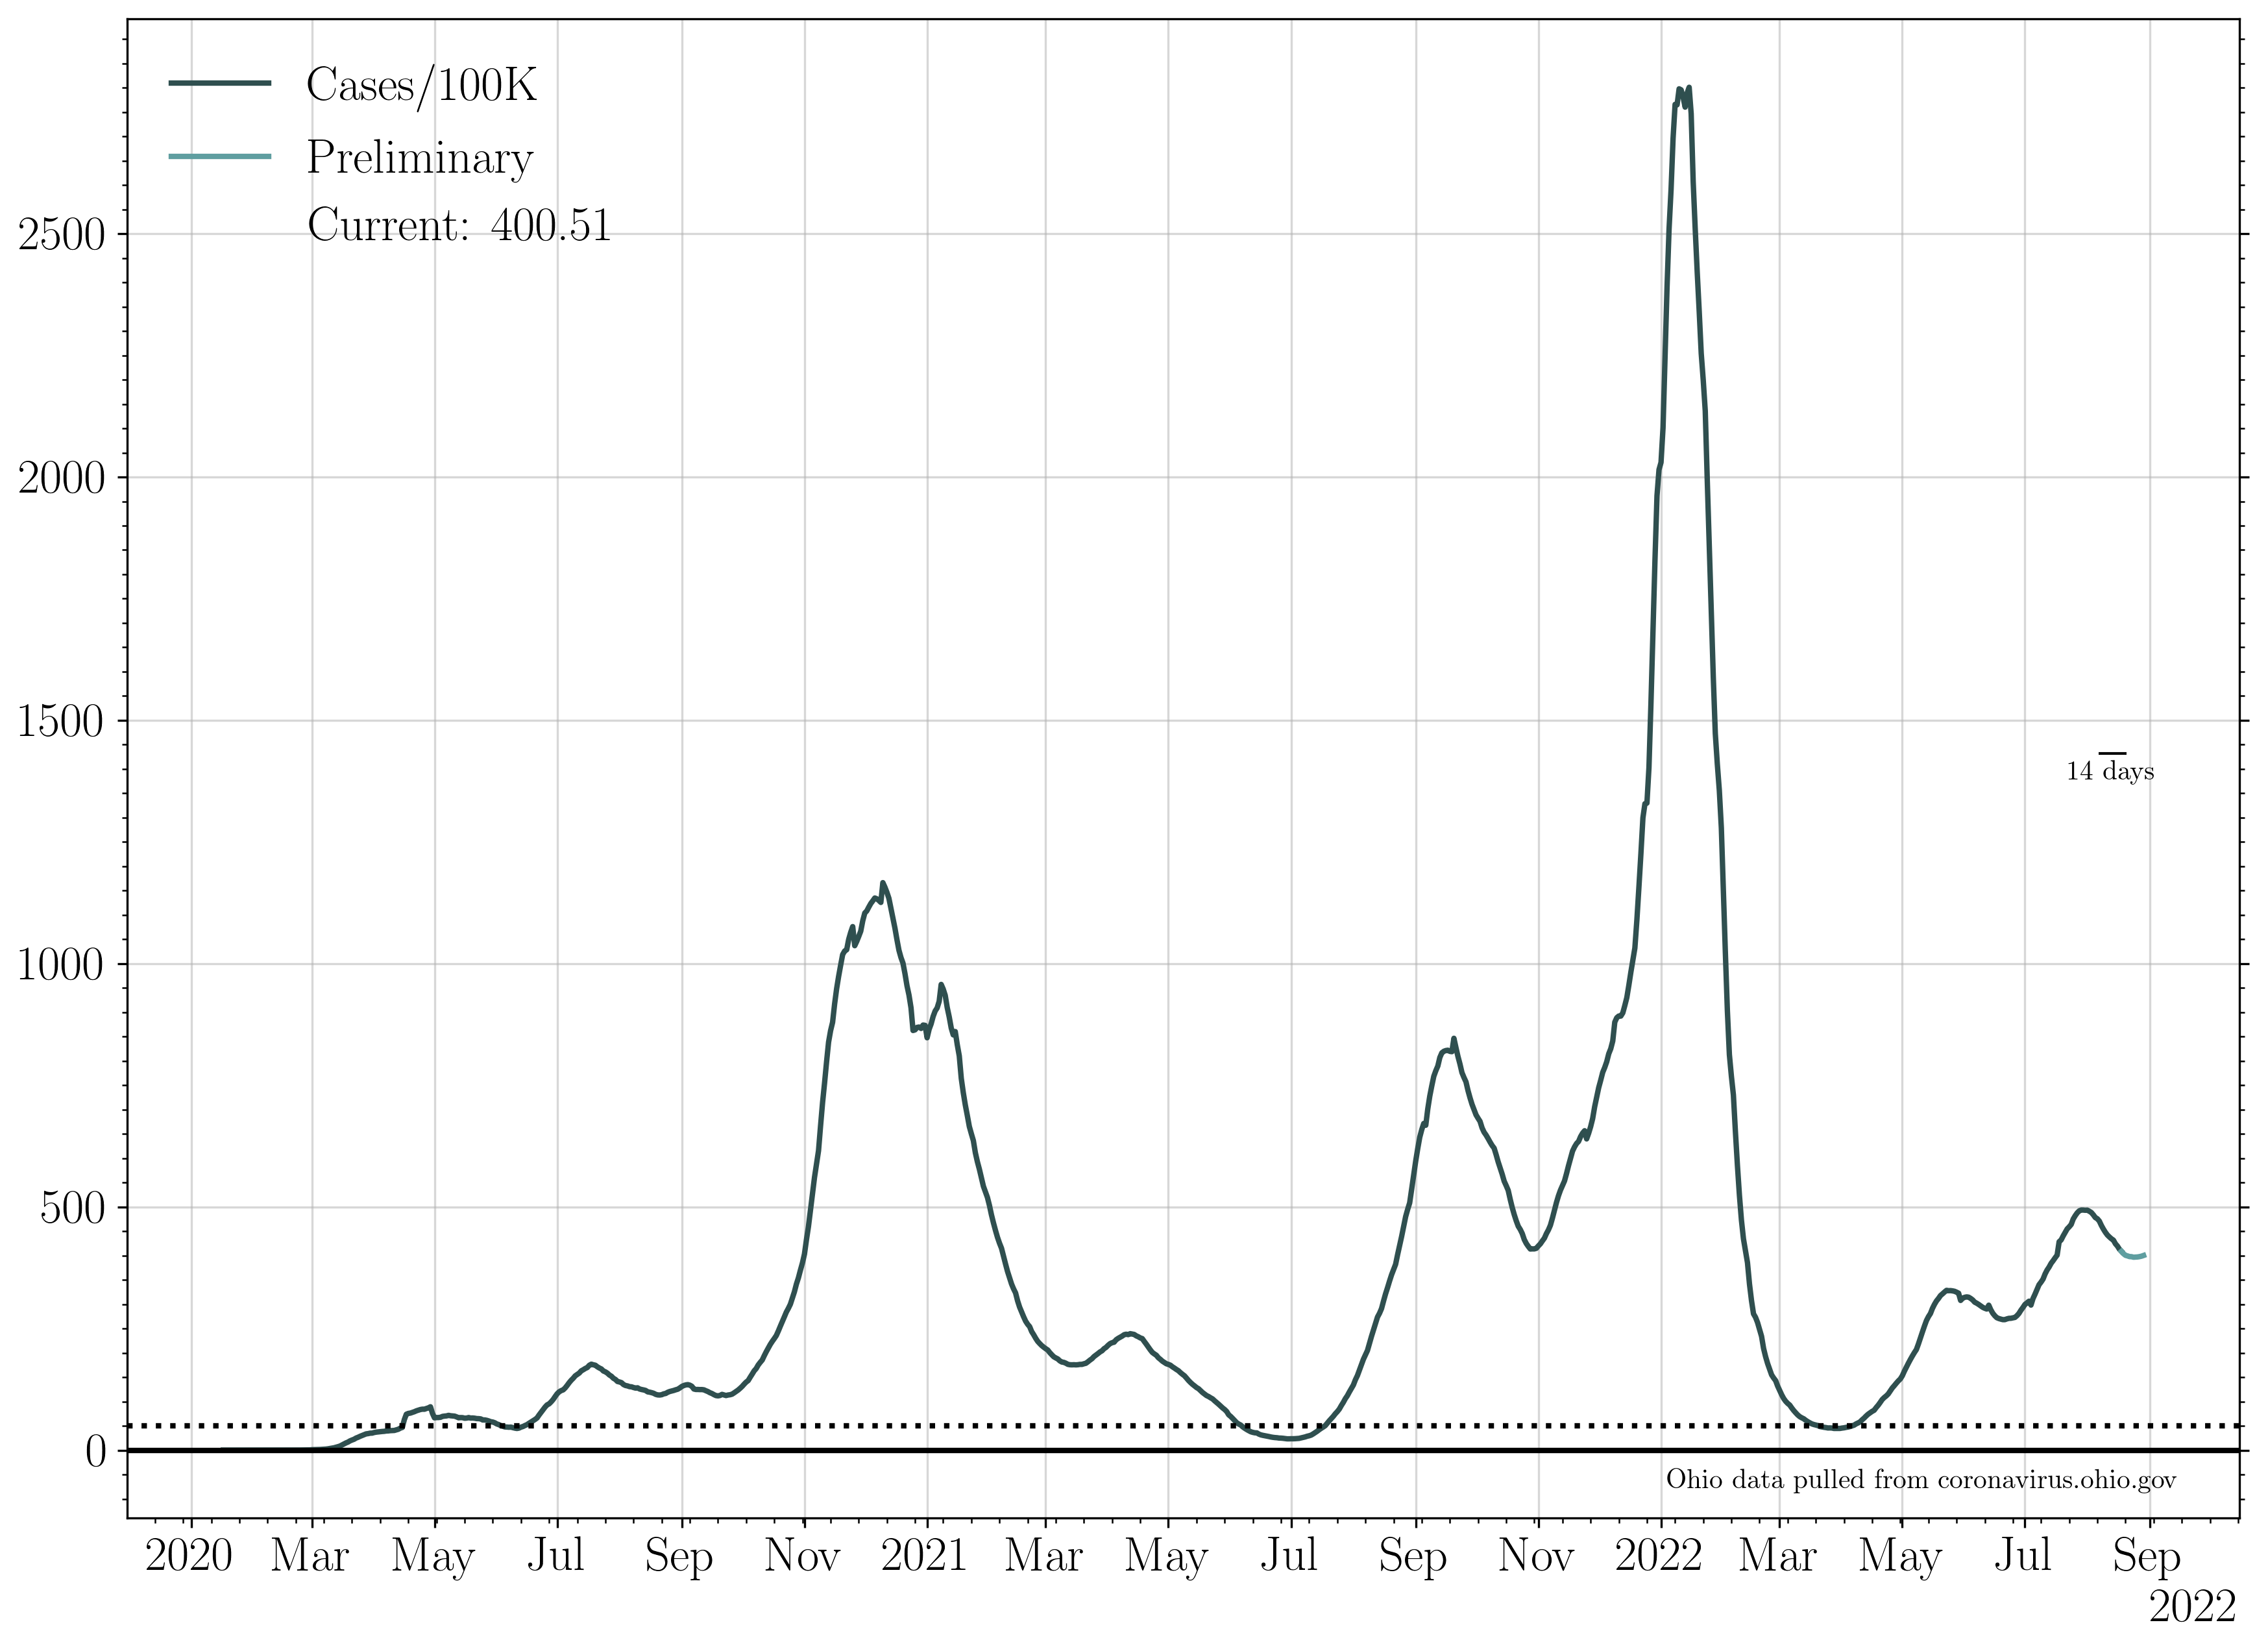 Cases/100K
Preliminary
Current: 400.51
2500
2000
1500
14 days
1000
500
0
Ohio data pulled from coronavirus.ohio.gov
2020 Mar May Jul Sep Nov 2021 Mar May Jul Sep Nov 2022 Mar May Jul Sep
2022